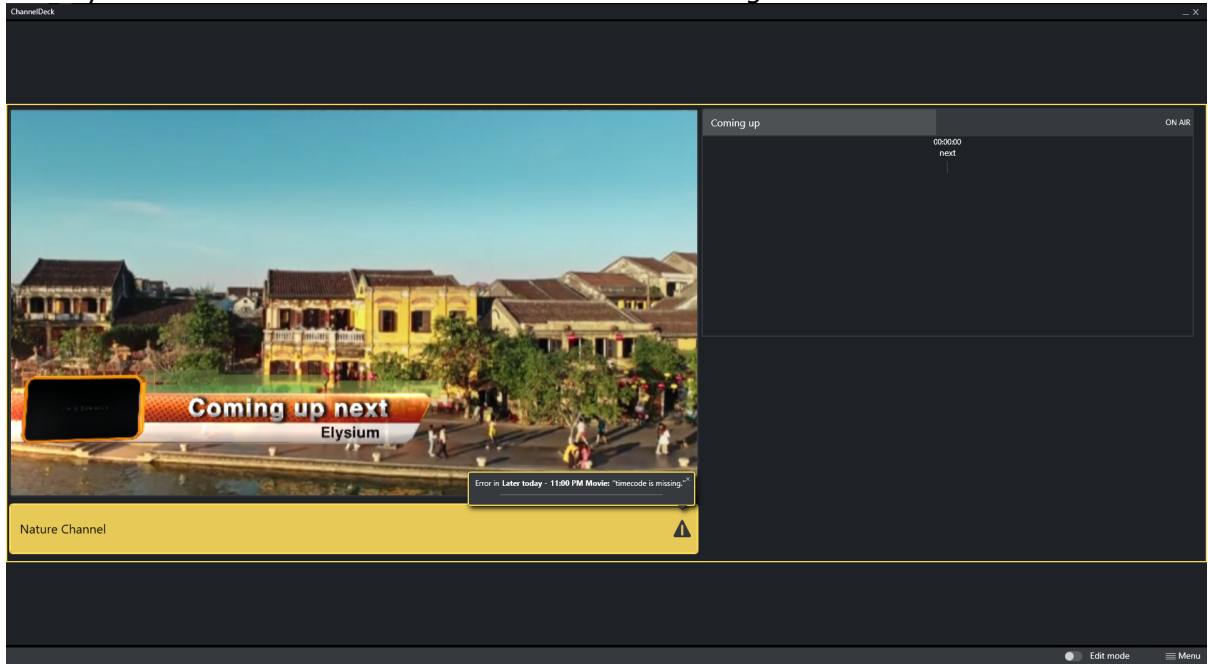 ChannelDeck
Coming up
ON AIR
00:00:00
next
Coming up next
Elysium
Error in Later today - 11:00 PM Movie: "timecode is missing."
Nature Channel
Edit mode
Menu